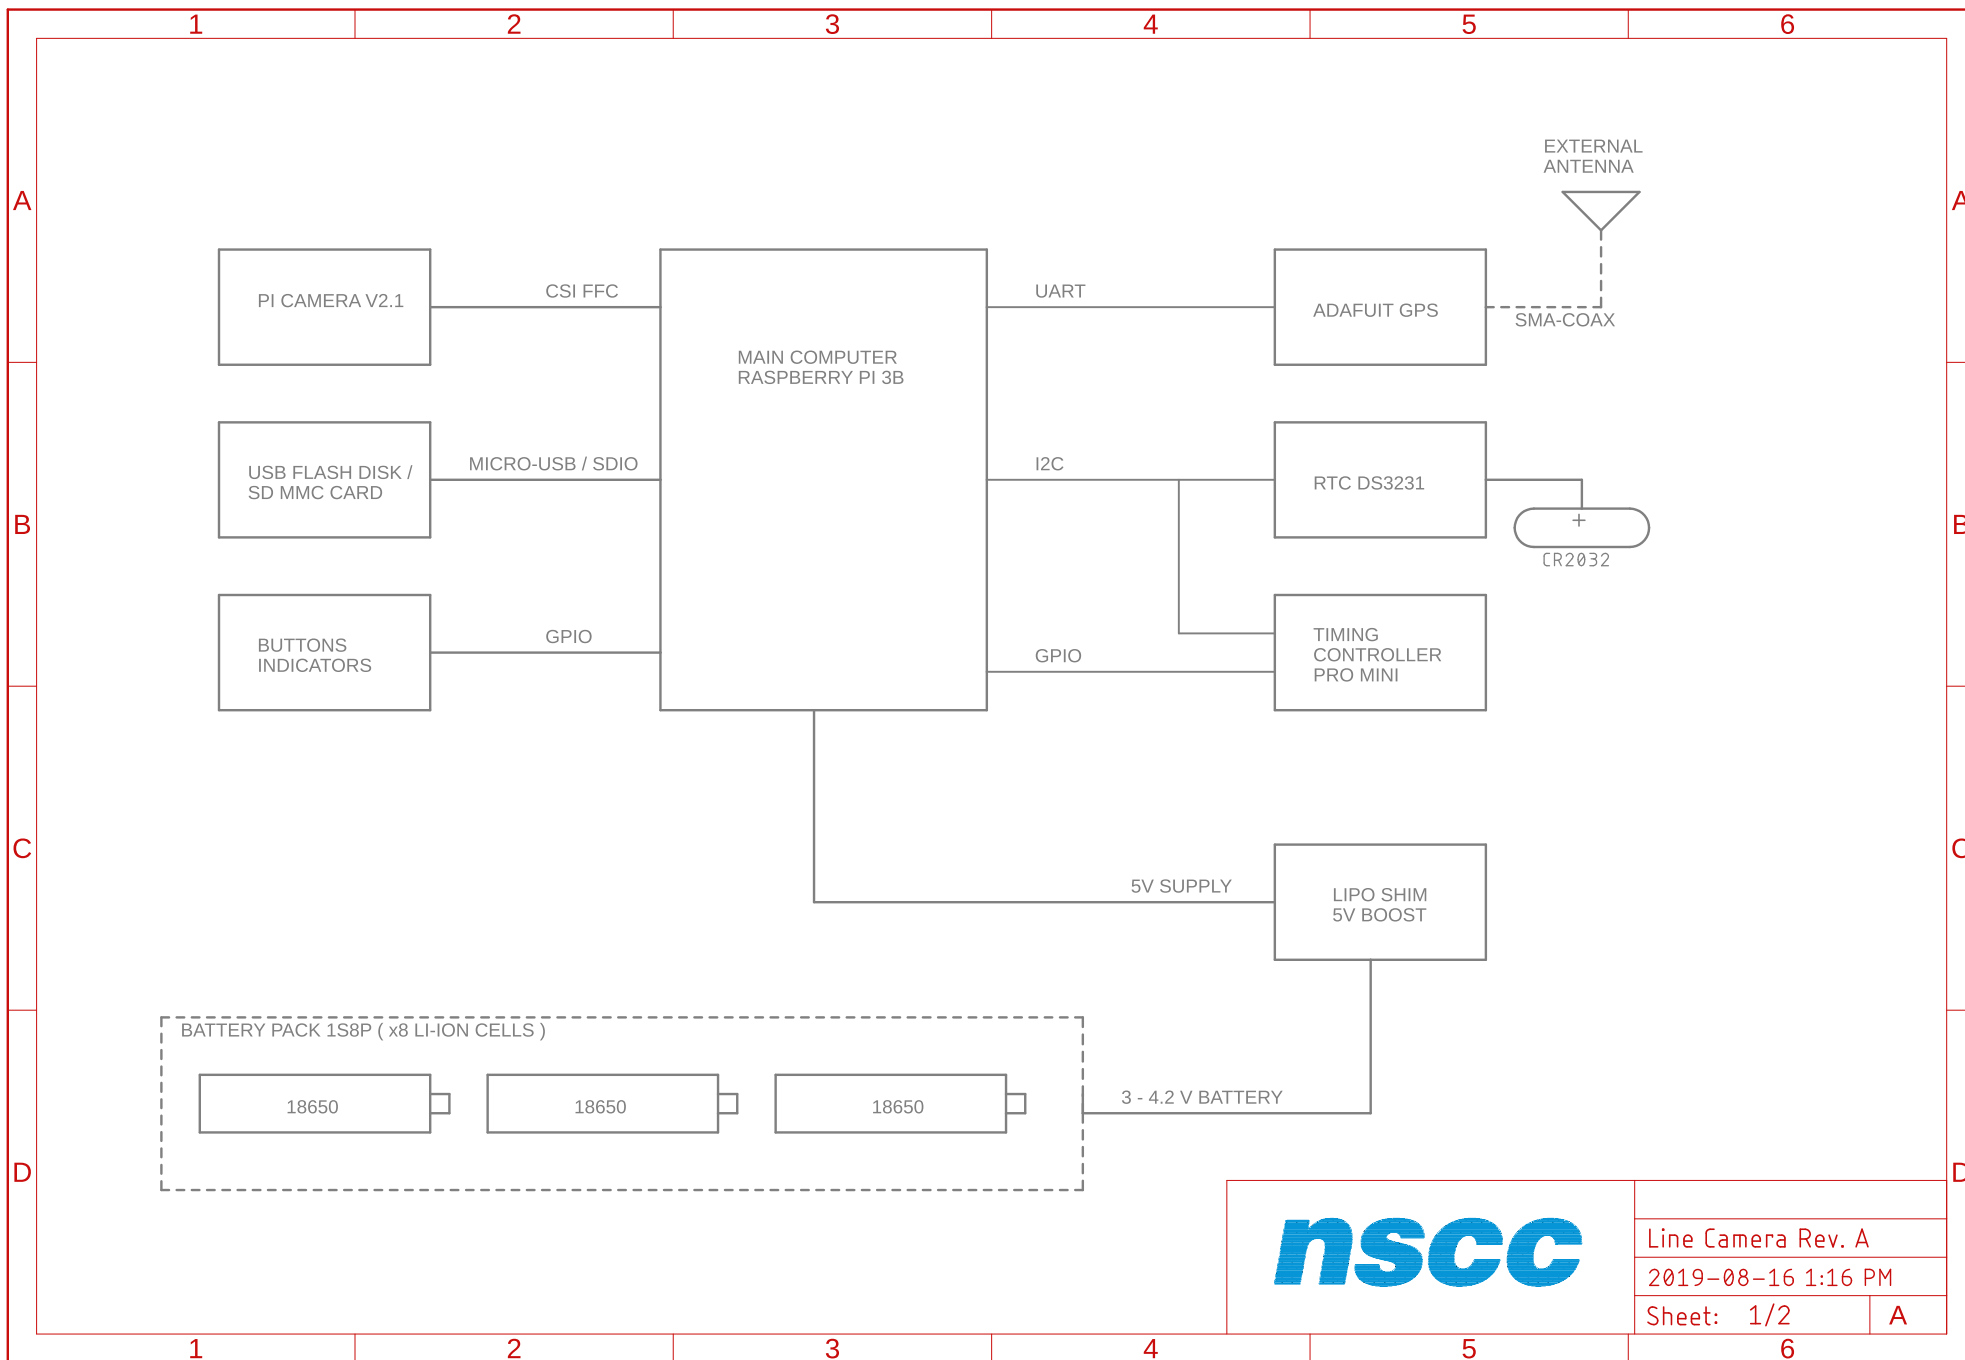 1 2 3 4 5 6
A A
EXTERNAL
ANTENNA
PI CAMERA V2.1
CSI FFC
MAIN COMPUTER
RASPBERRY PI 3B
UART
ADAFUIT GPS
SMA-COAX
B B
USB FLASH DISK /
SD MMC CARD
MICRO-USB / SDIO
I2C
RTC DS3231
+
CR2032
BUTTONS
INDICATORS
GPIO
GPIO
TIMING
CONTROLLER
PRO MINI
C C
5V SUPPLY
LIPO SHIM
5V BOOST
BATTERY PACK 1S8P ( x8 LI-ION CELLS )
18650 18650 18650
3 - 4.2 V BATTERY
D D
nscc
Line Camera Rev. A
2019-08-16 1:16 PM
Sheet: 1/2 A
1 2 3 4 5 6